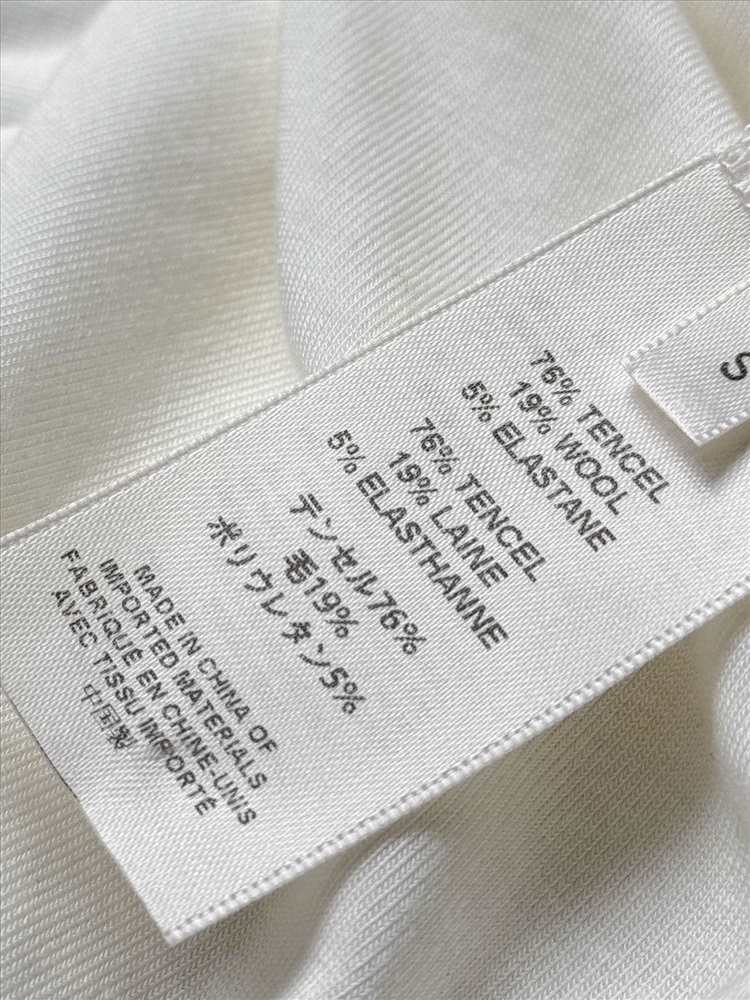 76% TENCEL
19% WOOL
5% ELASTANE
76% TENCEL
19% LAINE
5% ELASTHANNE
テンセル76%
毛19%
ポリウレタン5%
MADE IN CHINA OF
IMPORTED MATERIALS
FABRIQUÉ EN CHINE-UNIS
AVEC TISSU IMPORTÉ
中国製
S